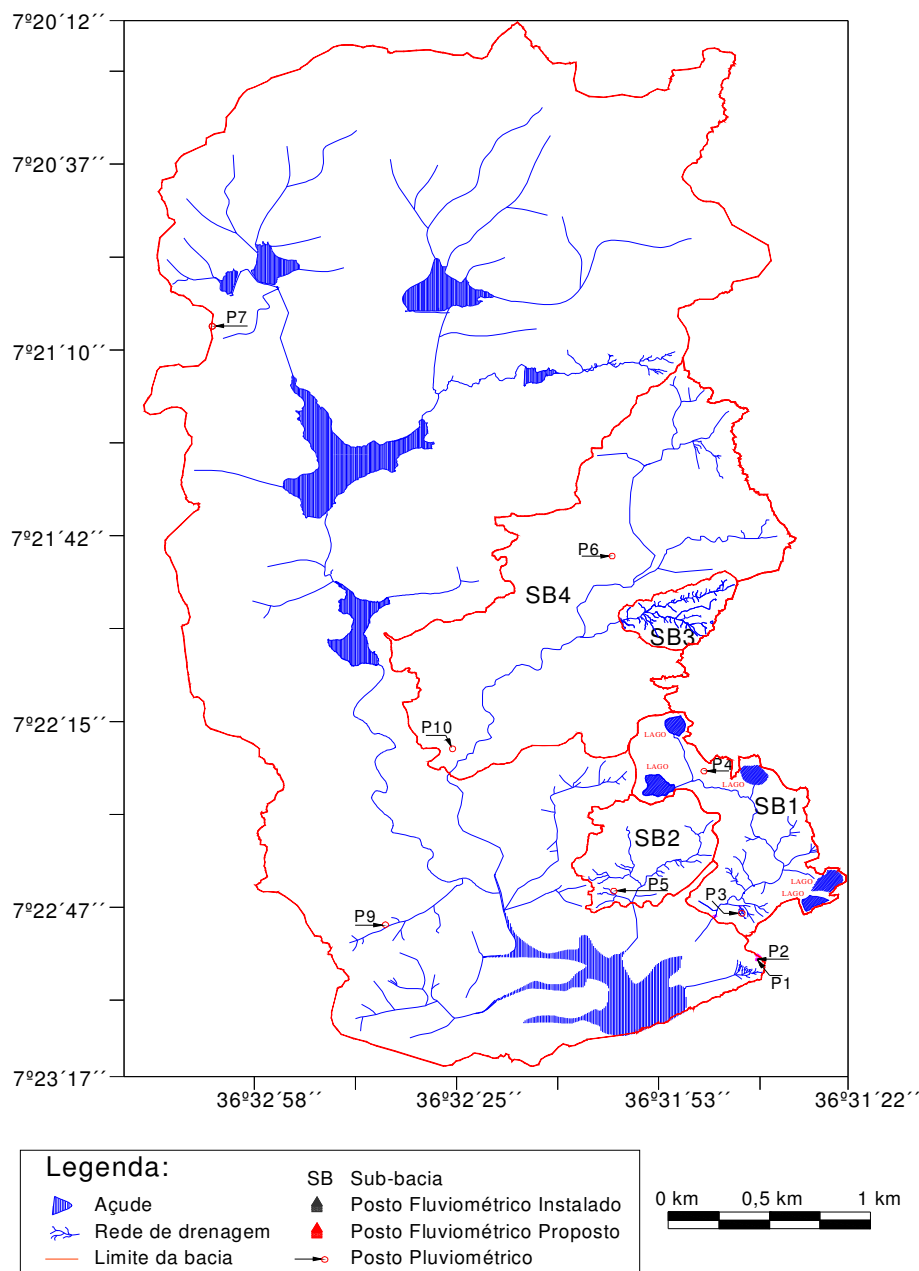 7º20´12´´
7º20´37´´
P7
7º21´10´´
7º21´42´´
P6
SB4
SB3
7º22´15´´
P10
LAGO
LAGO
P4
LAGO
SB1
SB2
LAGO
P5
LAGO
7º22´47´´
P3
P9
P2
P1
7º23´17´´
36º32´58´´
36º32´25´´
36º31´53´´
36º31´22´´
Legenda:
SB Sub-bacia
Açude
Posto Fluviométrico Instalado
Rede de drenagem
Posto Fluviométrico Proposto
Limite da bacia
Posto Pluviométrico
0 km 0,5 km 1 km